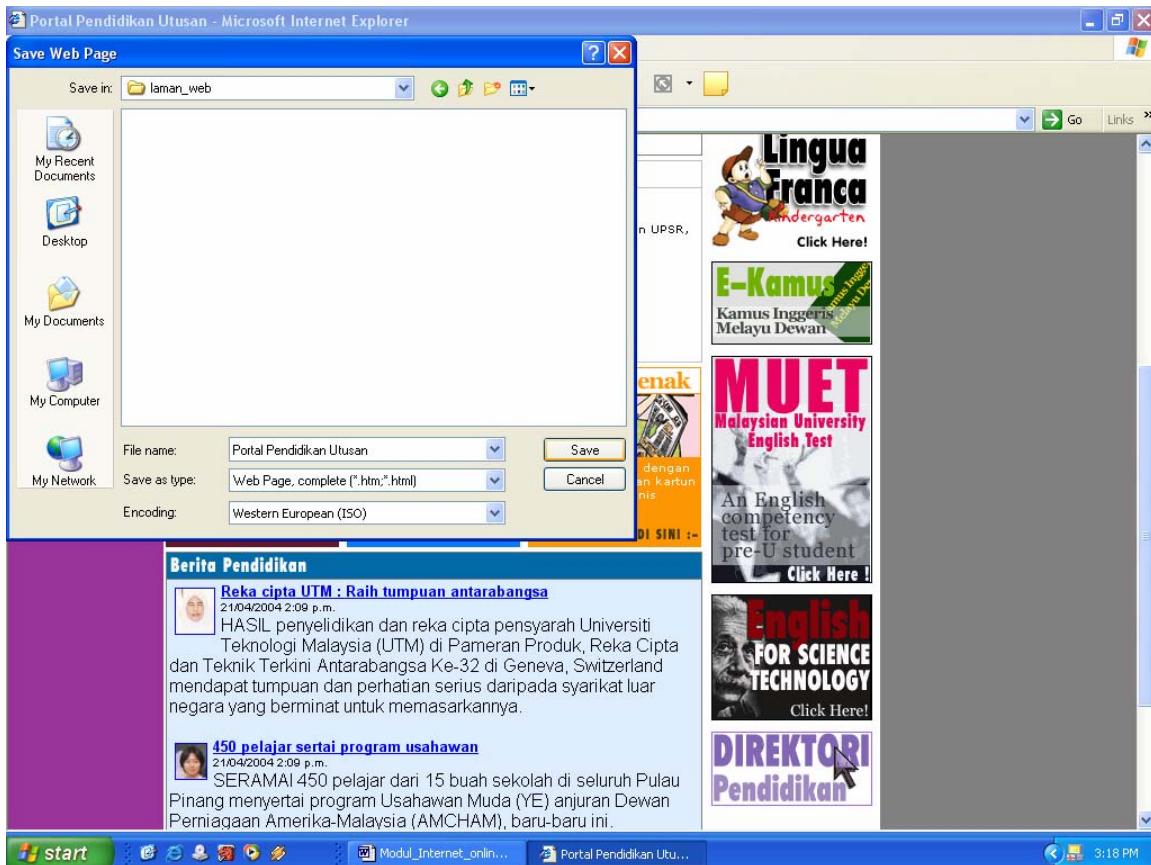 Portal Pendidikan Utusan - Microsoft Internet Explorer
Save Web Page
Save in:
laman_web
My Recent
Documents
Desktop
My Documents
My Computer
My Network
File name:
Portal Pendidikan Utusan
Save
Save as type:
Web Page, complete (*.htm;*.html)
Cancel
Encoding:
Western European (ISO)
Go
Links
Lingua
Franca
Kindergarten
Click Here!
n UPSR,
E-Kamus
Kamus Inggeris
Melayu Dewan
enak
dengan
an kartun
nis
DI SINI :-
MUET
Malaysian University
English Test
An English
competency
test for
pre-U student
Click Here !
English
FOR SCIENCE
TECHNOLOGY
Click Here!
DIREKTORI
Pendidikan
Berita Pendidikan
Reka cipta UTM : Raih tumpuan antarabangsa
21/04/2004 2:09 p.m.
HASIL penyelidikan dan reka cipta pensyarah Universiti
Teknologi Malaysia (UTM) di Pameran Produk, Reka Cipta
dan Teknik Terkini Antarabangsa Ke-32 di Geneva, Switzerland
mendapat tumpuan dan perhatian serius daripada syarikat luar
negara yang berminat untuk memasarkannya.
450 pelajar sertai program usahawan
21/04/2004 2:09 p.m.
SERAMAI 450 pelajar dari 15 buah sekolah di seluruh Pulau
Pinang menyertai program Usahawan Muda (YE) anjuran Dewan
Perniagaan Amerika-Malaysia (AMCHAM), baru-baru ini.
start
Modul_Internet_onlin...
Portal Pendidikan Utu...
3:18 PM